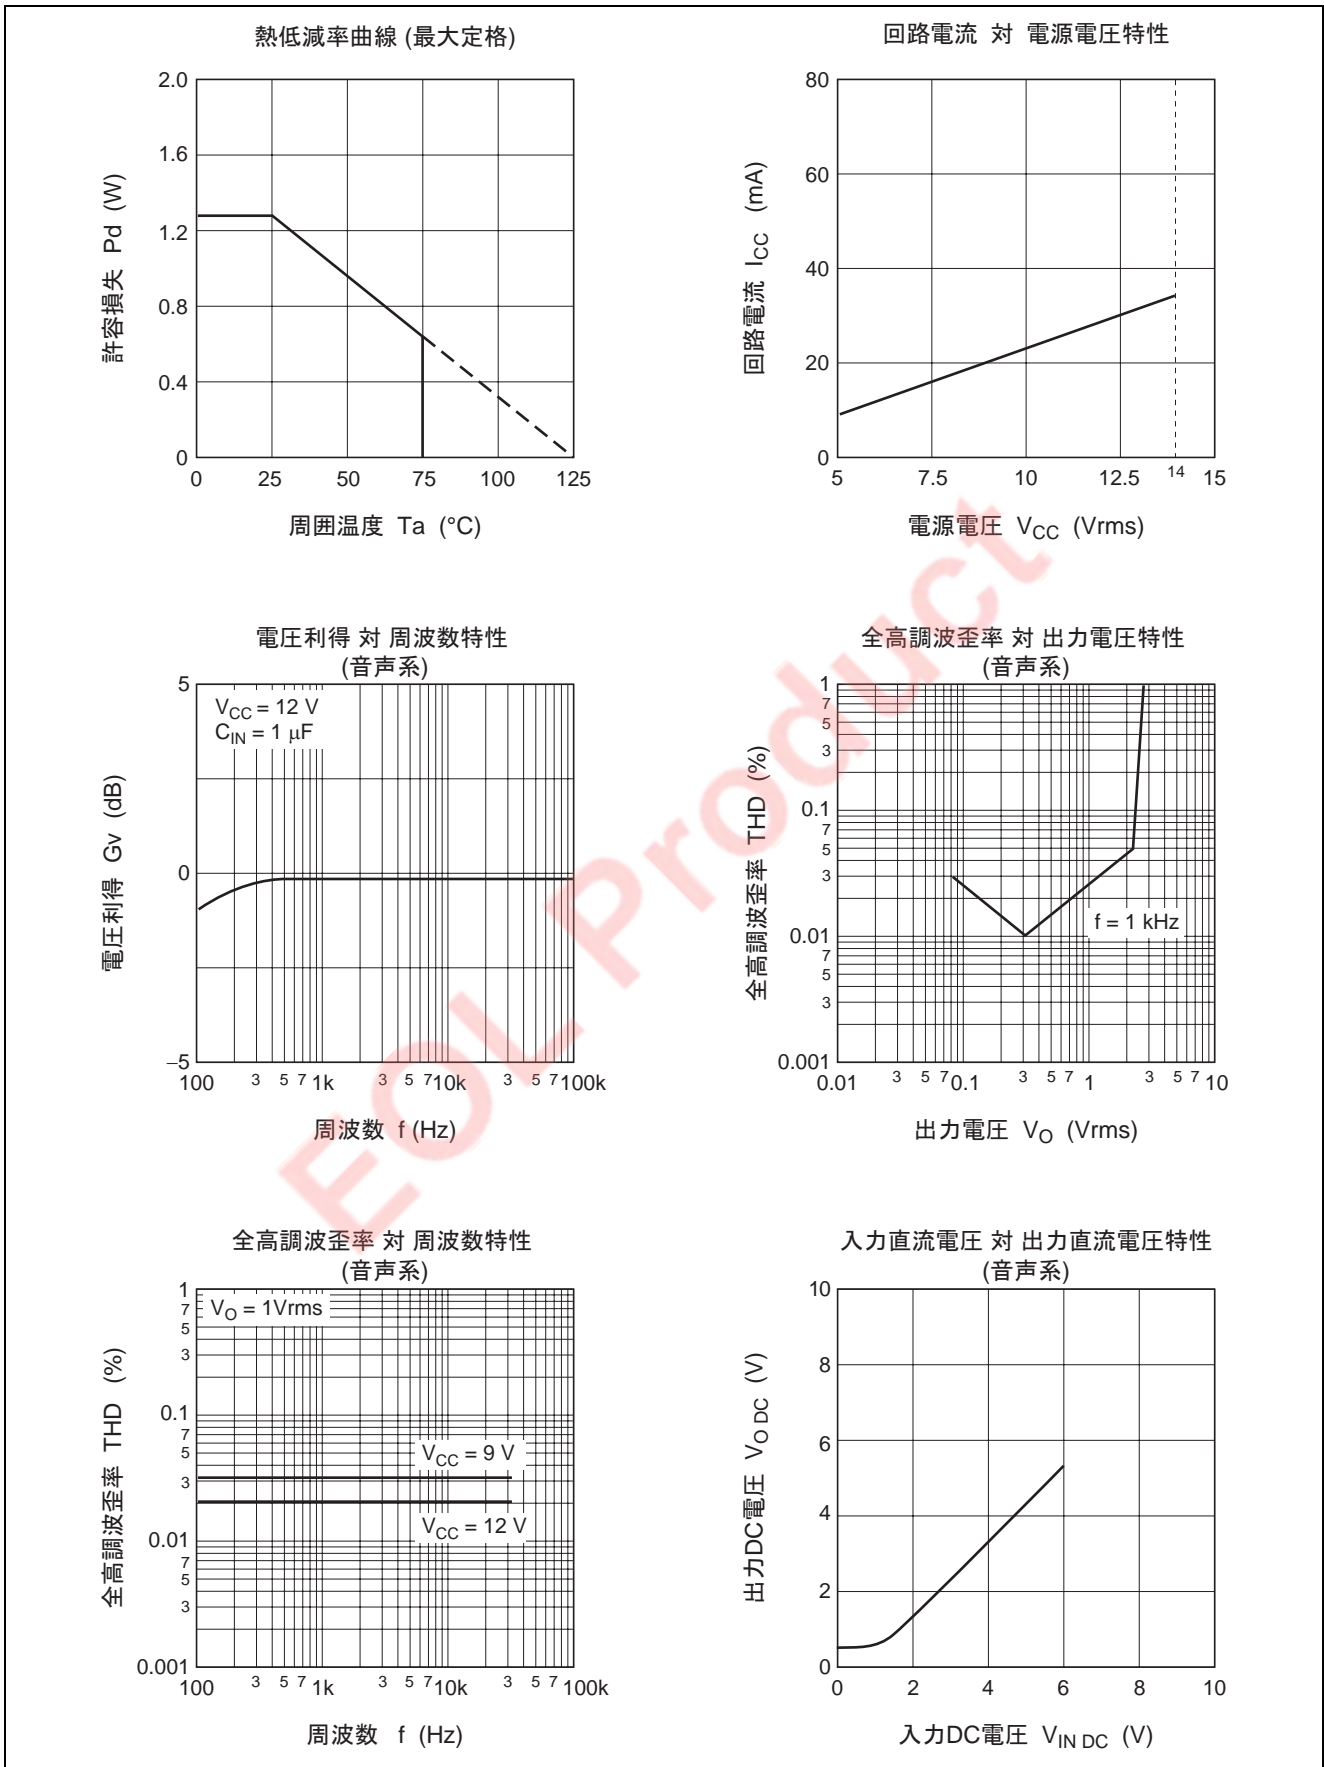 熱低減率曲線 (最大定格)
2.0
1.6
1.2
0.8
0.4
0
0 25 50 75 100 125
許容損失 Pd (W)
周囲温度 Ta (°C)
回路電流 対 電源電圧特性
80
60
40
20
0
5 7.5 10 12.5 14 15
回路電流 ICC (mA)
電源電圧 VCC (Vrms)
電圧利得 対 周波数特性
(音声系)
VCC = 12 V
CIN = 1 μF
5
0
−5
100 3 5 7 1k 3 5 7 10k 3 5 7 100k
電圧利得 Gv (dB)
周波数 f (Hz)
全高調波歪率 対 出力電圧特性
(音声系)
1
7
5
3
0.1
7
5
3
0.01
7
5
3
0.001
f = 1 kHz
0.01 3 5 7 0.1 3 5 7 1 3 5 7 10
全高調波歪率 THD (%)
出力電圧 VO (Vrms)
全高調波歪率 対 周波数特性
(音声系)
VO = 1Vrms
1
7
5
3
0.1
7
5
3
0.01
7
5
3
0.001
VCC = 9 V
VCC = 12 V
100 3 5 7 1k 3 5 7 10k 3 5 7 100k
全高調波歪率 THD (%)
周波数 f (Hz)
入力直流電圧 対 出力直流電圧特性
(音声系)
10
8
6
4
2
0
0 2 4 6 8 10
出力DC電圧 VO DC (V)
入力DC電圧 VIN DC (V)
EOL Product